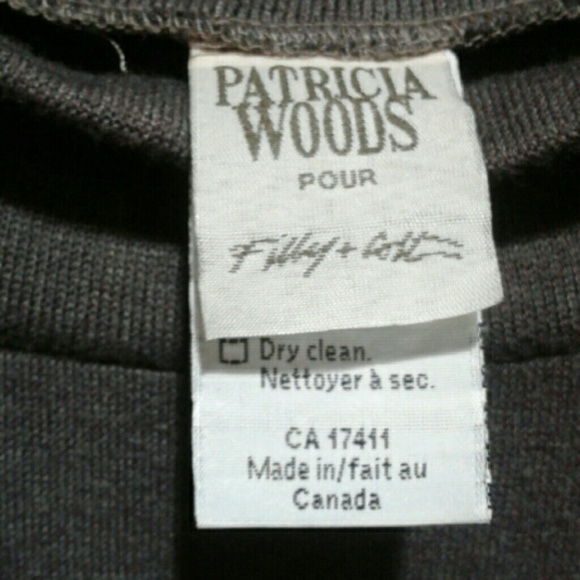 PATRICIA
WOODS
POUR
Filly + Colt
Dry clean.
Nettoyer à sec.
CA 17411
Made in/fait au
Canada